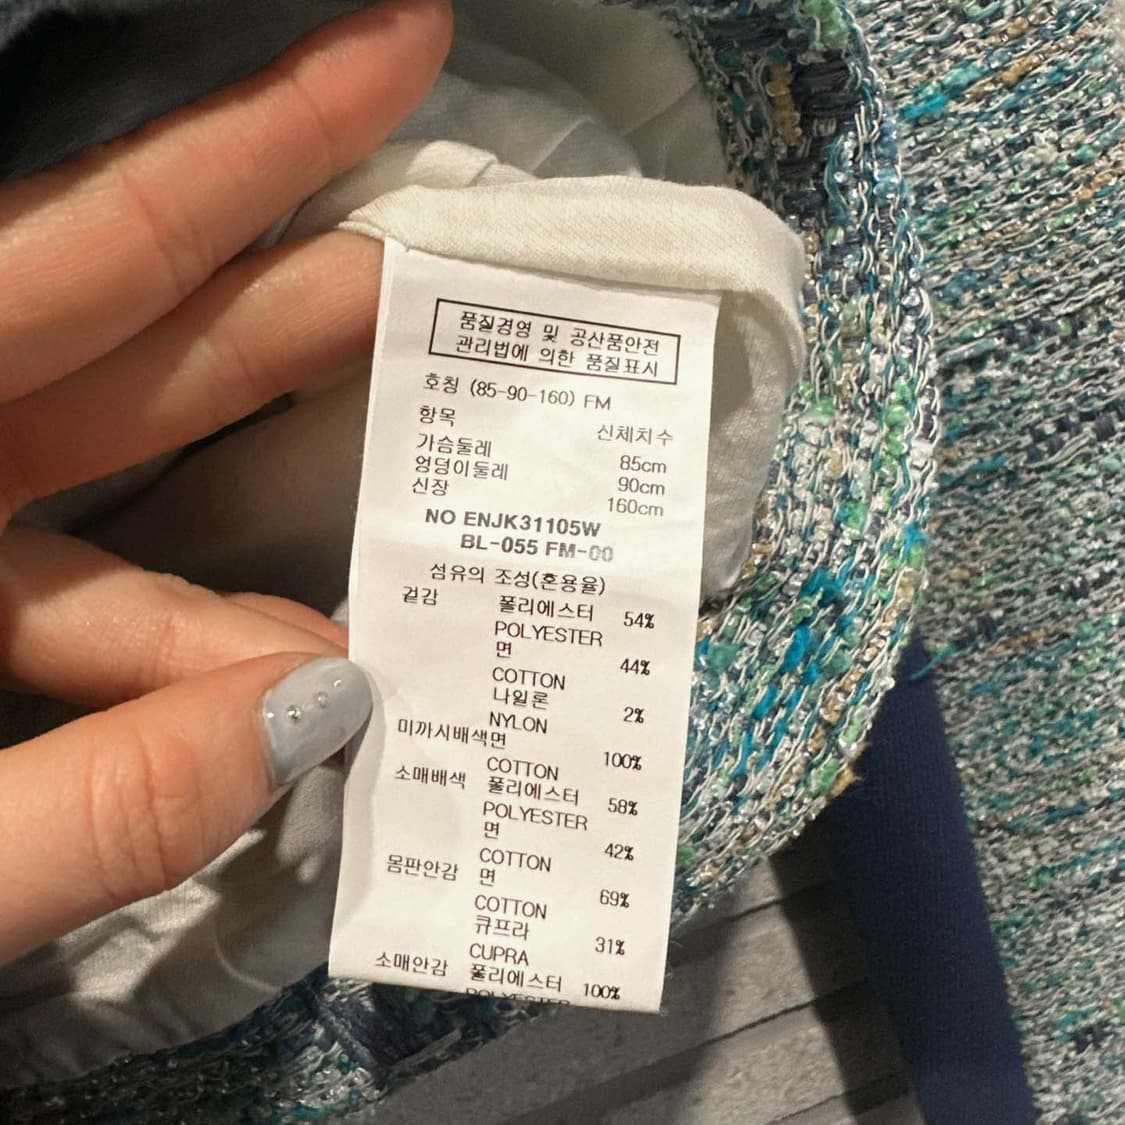 품질경영 및 공산품안전
관리법에 의한 품질표시
호칭 (85-90-160) FM
항목 신체치수
가슴둘레 85cm
엉덩이둘레 90cm
신장 160cm
NO ENJK31105W
BL-055 FM-00
섬유의 조성(혼용율)
겉감 폴리에스터 54%
POLYESTER
면 44%
COTTON
나일론 2%
NYLON
미까시배색면 100%
COTTON
소매배색 폴리에스터 58%
POLYESTER
면 42%
COTTON
몸판안감 면 69%
COTTON
큐프라 31%
CUPRA
소매안감 폴리에스터 100%
POLYESTER